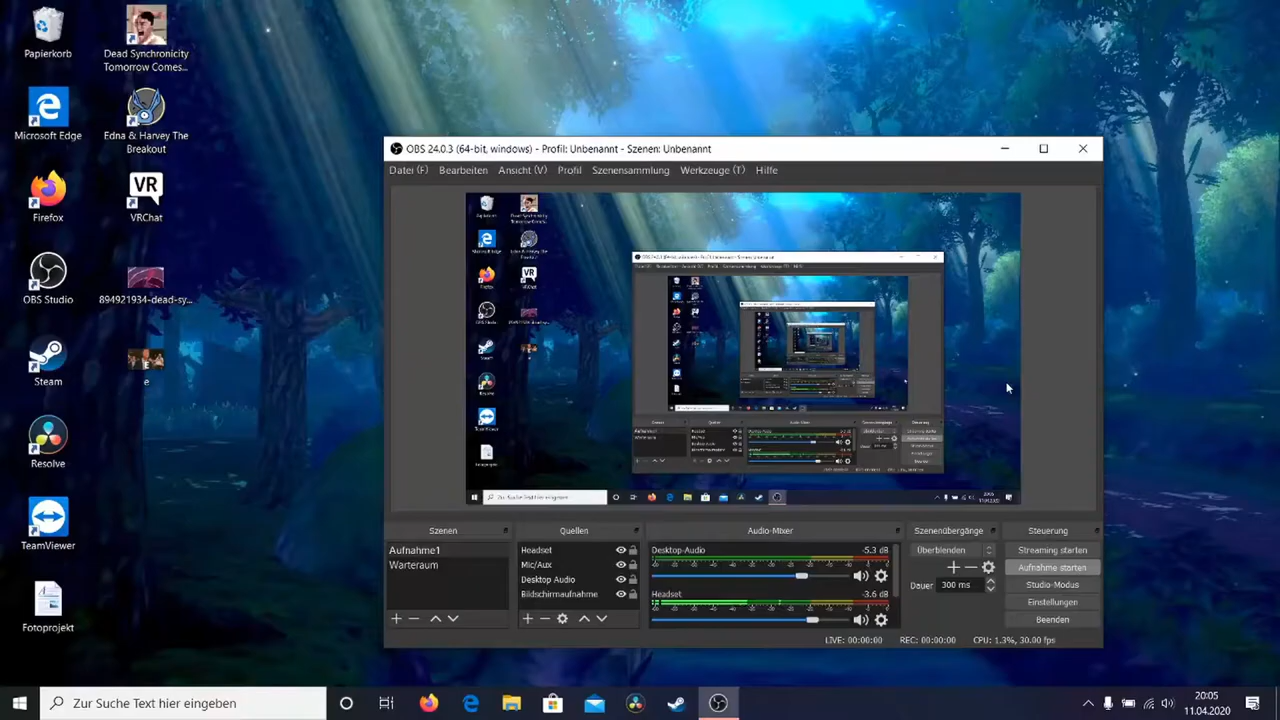 Papierkorb
Dead Synchronicity
Tomorrow Comes...
Microsoft Edge
Edna & Harvey The
Breakout
Firefox
VR
VRChat
OBS Studio
894921934-dead-sy...
Steam
e
Resolve
TeamViewer
Fotoprojekt
OBS 24.0.3 (64-bit, windows) - Profil: Unbenannt - Szenen: Unbenannt
Datei (F) Bearbeiten Ansicht (V) Profil Szenensammlung Werkzeuge (T) Hilfe
Szenen
Aufnahme1
Warteraum
Quellen
Headset
Mic/Aux
Desktop Audio
Bildschirmaufnahme
Audio-Mixer
Desktop-Audio -5.3 dB
Headset -3.6 dB
Szenenübergänge
Überblenden
Dauer 300 ms
Steuerung
Streaming starten
Aufnahme starten
Studio-Modus
Einstellungen
Beenden
LIVE: 00:00:00 REC: 00:00:00 CPU: 1.3%, 30.00 fps
Zur Suche Text hier eingeben
20:05
11.04.2020